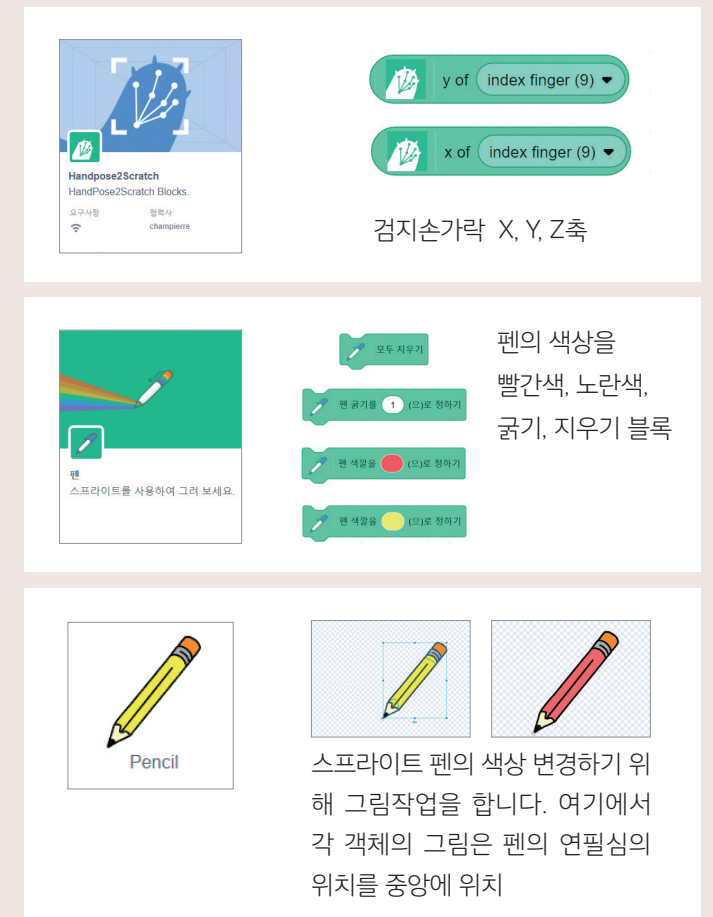 y of index finger (9)
Handpose2Scratch
HandPose2Scratch Blocks.
요구사항 협력사
champierre
x of index finger (9)
검지손가락 X, Y, Z축
펜
스프라이트를 사용하여 그려 보세요.
모두 지우기
펜 굵기를 1 (으)로 정하기
펜 색깔을 (으)로 정하기
펜 색깔을 (으)로 정하기
펜의 색상을
빨간색, 노란색,
굵기, 지우기 블록
Pencil
스프라이트 펜의 색상 변경하기 위
해 그림작업을 합니다. 여기에서
각 객체의 그림은 펜의 연필심의
위치를 중앙에 위치